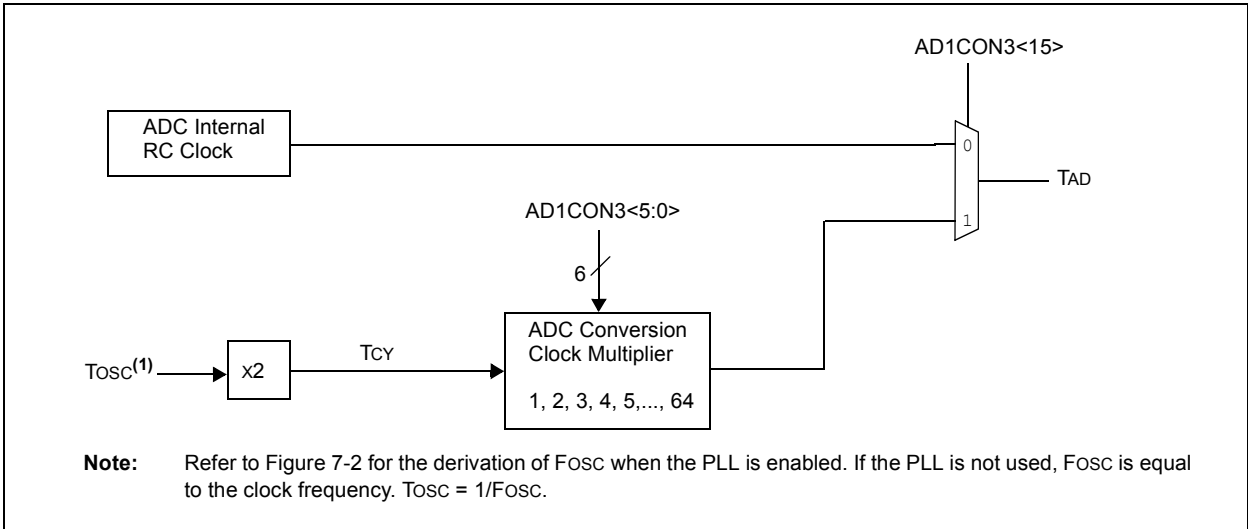 AD1CON3<15>
ADC Internal
RC Clock
0
TAD
AD1CON3<5:0>
1
6
ADC Conversion
Clock Multiplier
TOSC(1)
x2
TCY
1, 2, 3, 4, 5,..., 64
Note: Refer to Figure 7-2 for the derivation of FOSC when the PLL is enabled. If the PLL is not used, FOSC is equal
to the clock frequency. TOSC = 1/FOSC.